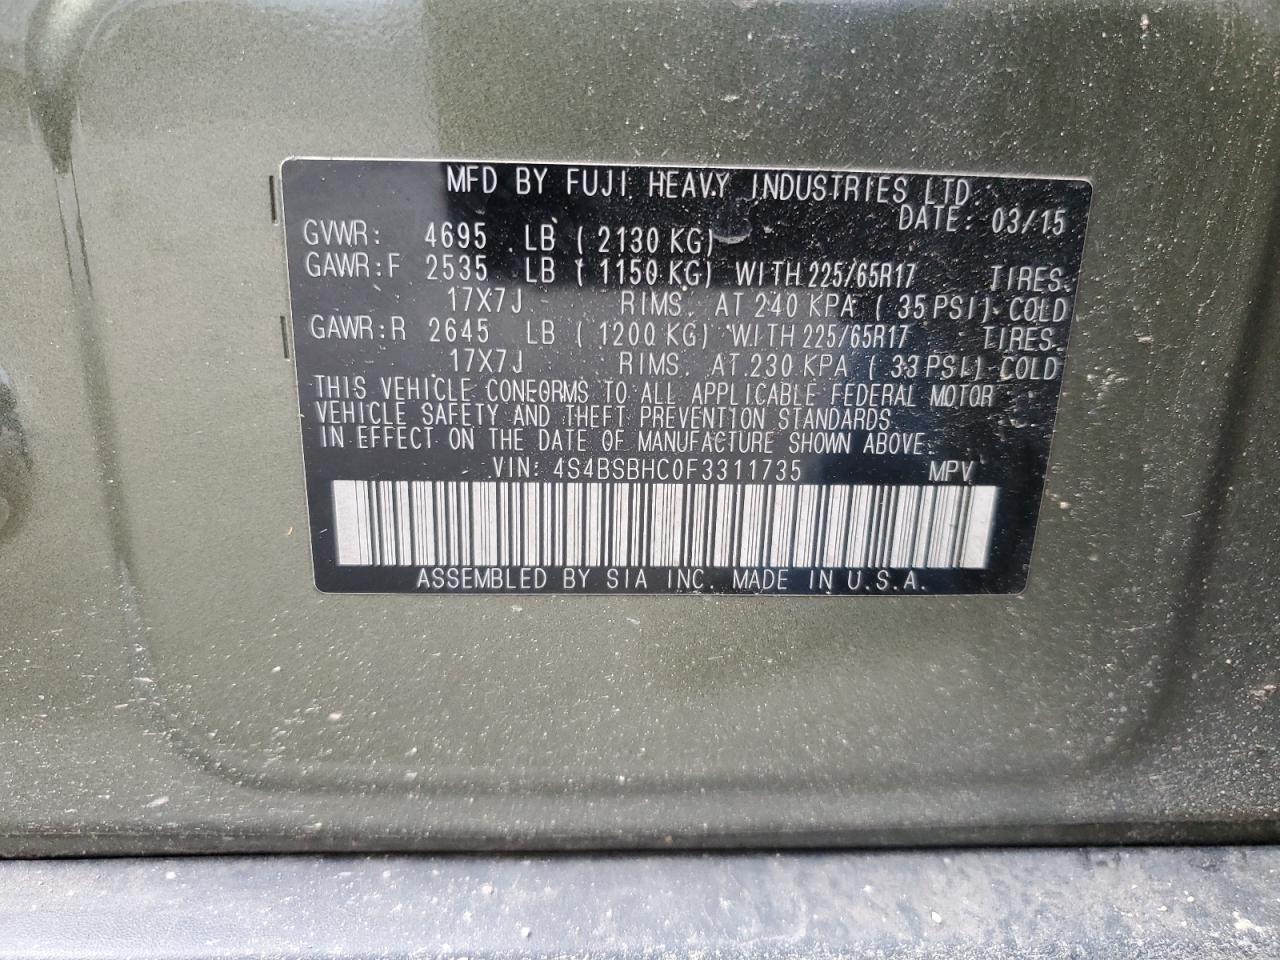 MFD BY FUJI HEAVY INDUSTRIES LTD.
DATE: 03/15
GVWR: 4695 LB ( 2130 KG)
GAWR:F 2535 LB ( 1150 KG) WITH 225/65R17 TIRES.
17X7J RIMS. AT 240 KPA ( 35 PSI) COLD
GAWR:R 2645 LB ( 1200 KG) WITH 225/65R17 TIRES.
17X7J RIMS. AT 230 KPA ( 33 PSI) COLD
THIS VEHICLE CONFORMS TO ALL APPLICABLE FEDERAL MOTOR
VEHICLE SAFETY AND THEFT PREVENTION STANDARDS
IN EFFECT ON THE DATE OF MANUFACTURE SHOWN ABOVE.
VIN: 4S4BSBHC0F3311735 MPV
ASSEMBLED BY SIA INC. MADE IN U.S.A.